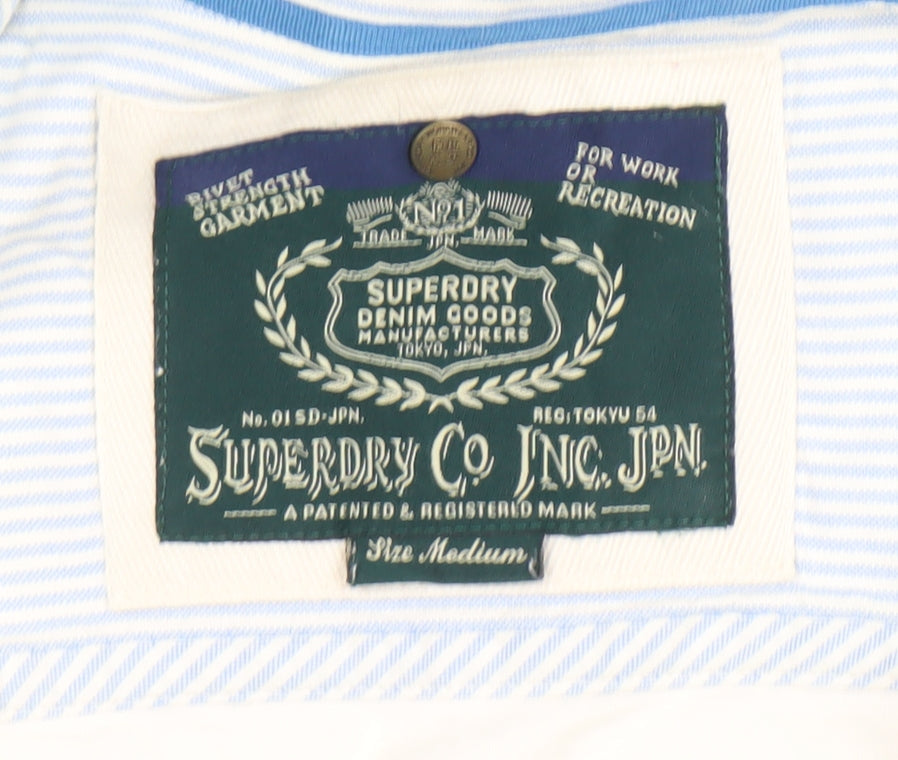 RIVET
STRENGTH
GARMENT
FOR WORK
OR
RECREATION
No1
TRADE JPN. MARK
SUPERDRY
DENIM GOODS
MANUFACTURERS
TOKYO, JPN.
No. 01 SD-JPN.
REG: TOKYU 54
SUPERDRY Co INC. JPN.
A PATENTED & REGISTERED MARK
Size Medium